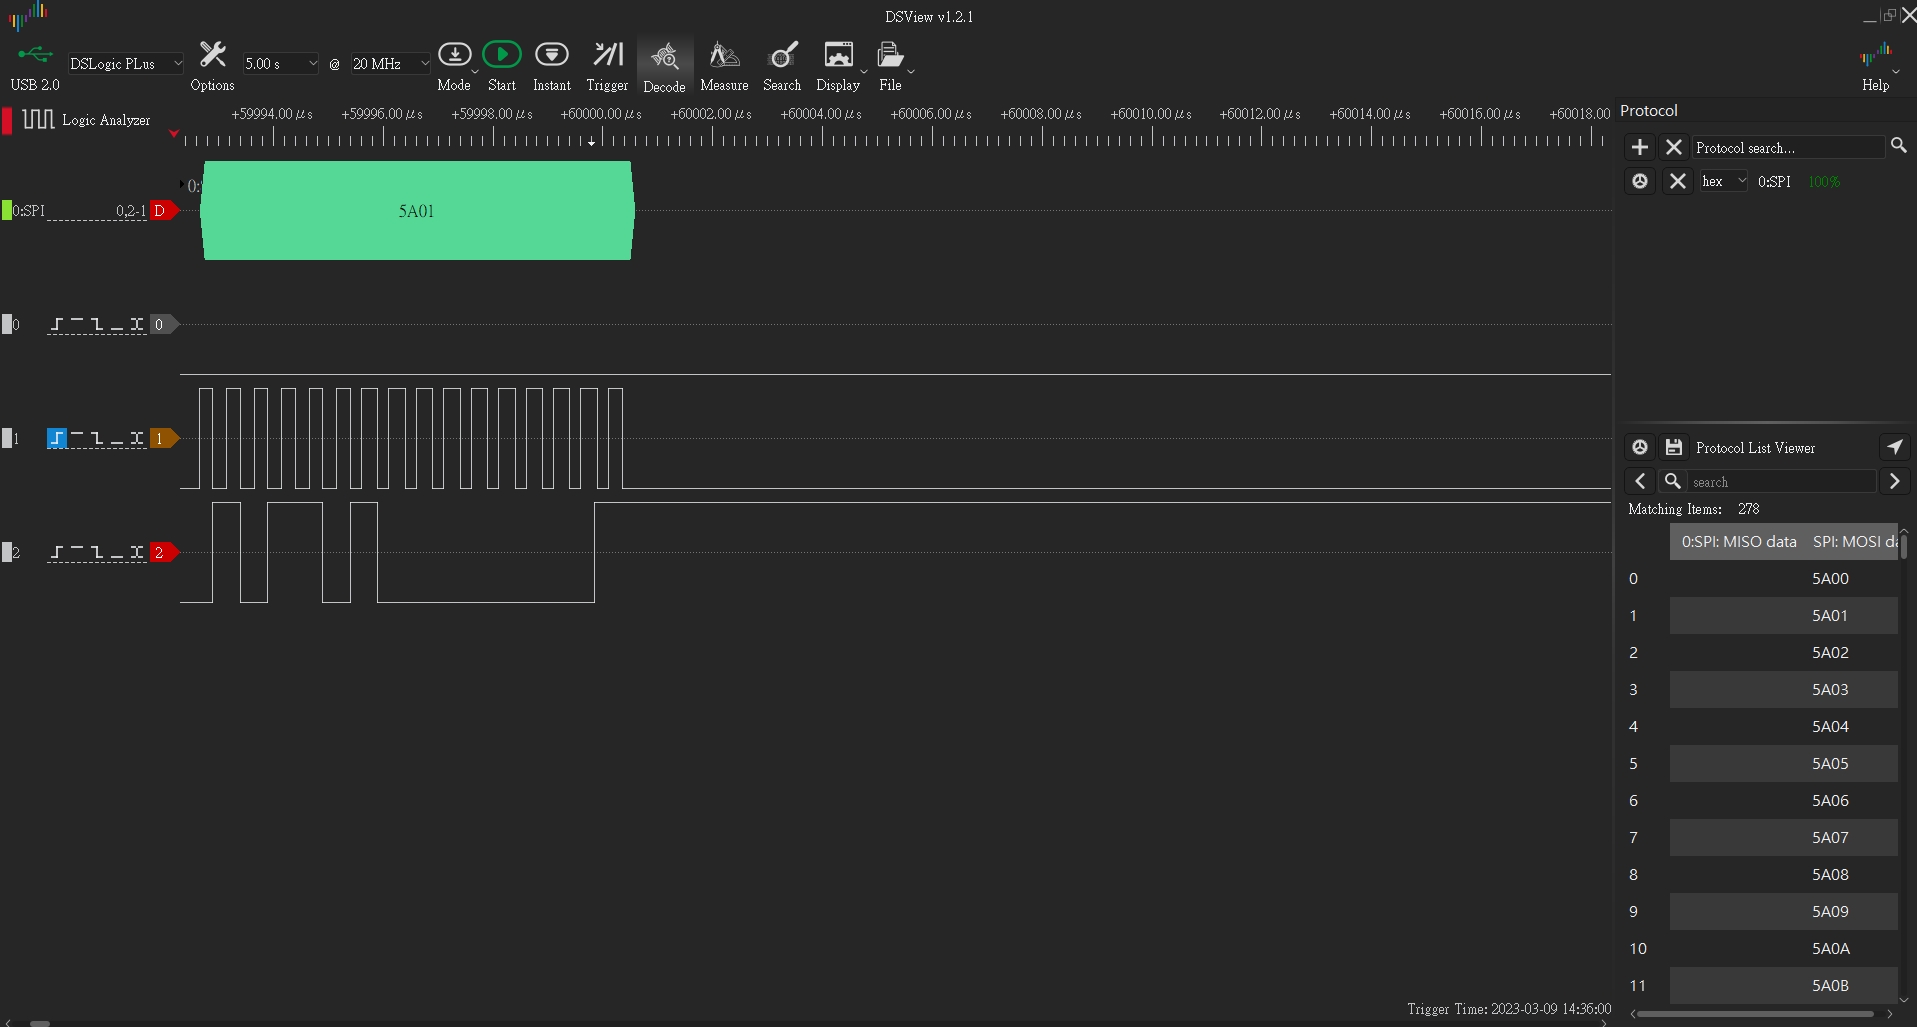 DSView v1.2.1
USB 2.0
DSLogic PLus
Options
5.00 s
@
20 MHz
Mode
Start
Instant
Trigger
Decode
Measure
Search
Display
File
Help
Logic Analyzer
+59994.00 μs +59996.00 μs +59998.00 μs +60000.00 μs +60002.00 μs +60004.00 μs +60006.00 μs +60008.00 μs +60010.00 μs +60012.00 μs +60014.00 μs +60016.00 μs +60018.00
0:
0:SPI 0,2-1 D 5A01
0 0
1 1
2 2
Trigger Time: 2023-03-09 14:36:00
Protocol
Protocol search...
hex 0:SPI 100%
Protocol List Viewer
search
Matching Items: 278
0:SPI: MISO data SPI: MOSI da
0 5A00
1 5A01
2 5A02
3 5A03
4 5A04
5 5A05
6 5A06
7 5A07
8 5A08
9 5A09
10 5A0A
11 5A0B